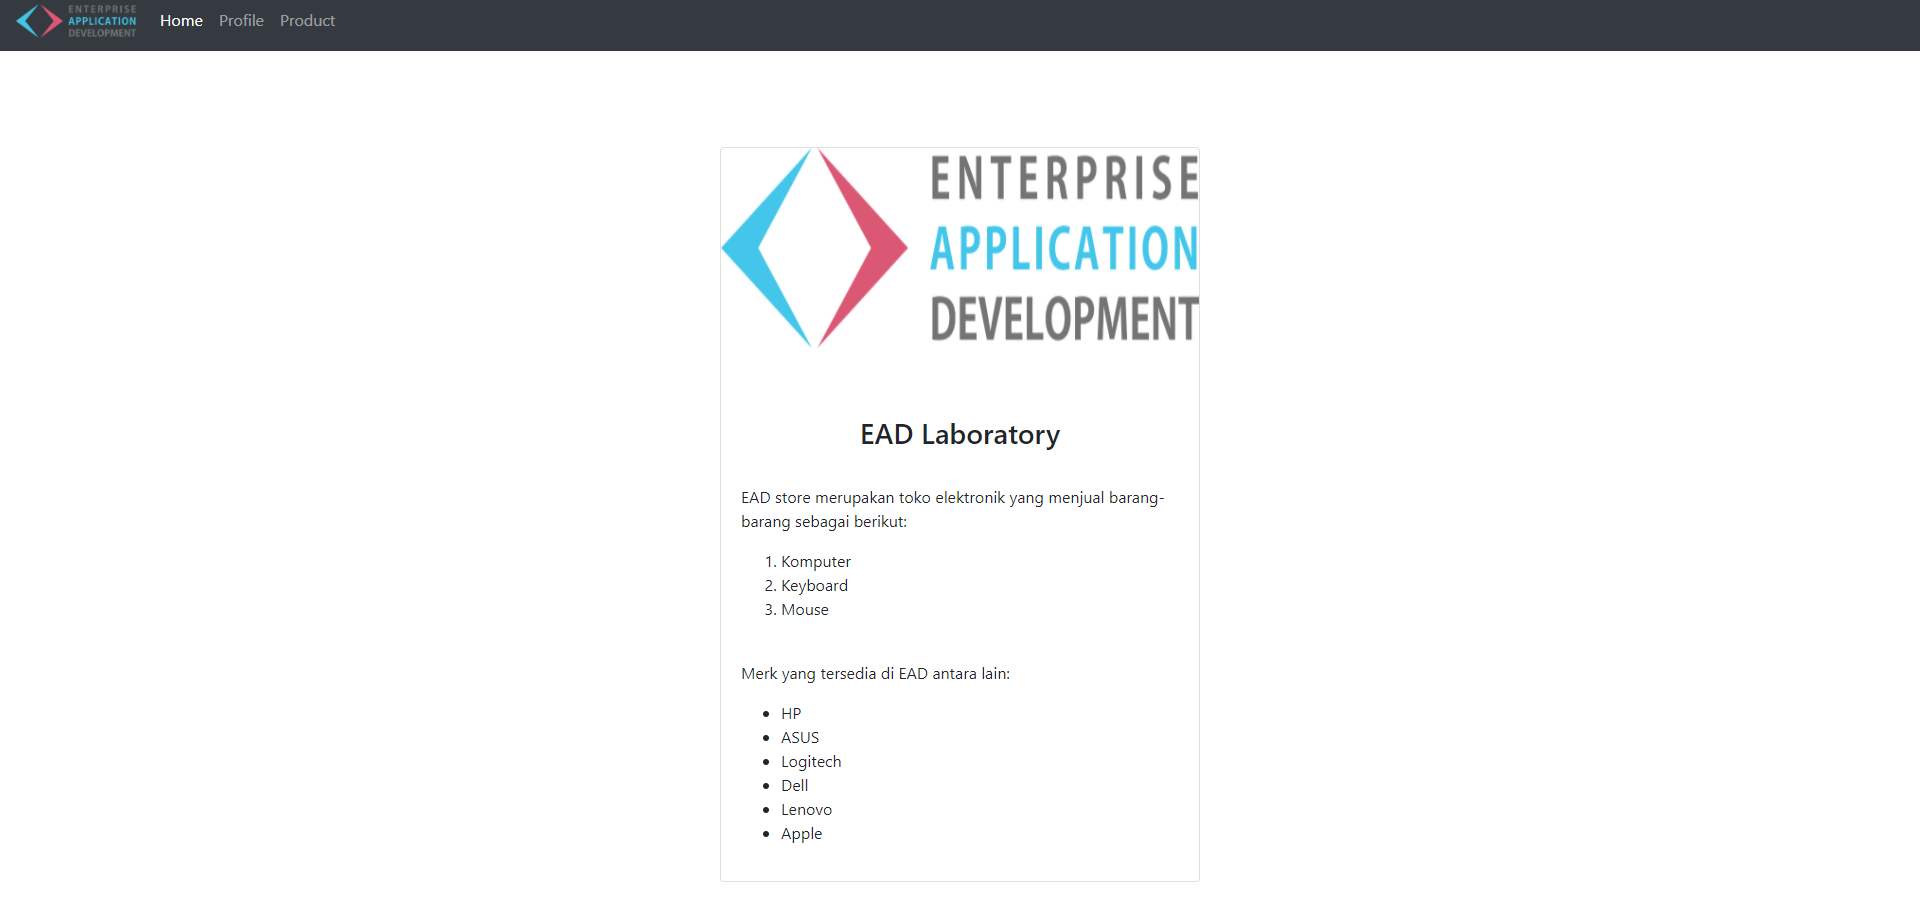 ENTERPRISE
APPLICATION
DEVELOPMENT
Home Profile Product
ENTERPRISE
APPLICATION
DEVELOPMENT
EAD Laboratory
EAD store merupakan toko elektronik yang menjual barang-
barang sebagai berikut:
1. Komputer
2. Keyboard
3. Mouse
Merk yang tersedia di EAD antara lain:
• HP
• ASUS
• Logitech
• Dell
• Lenovo
• Apple